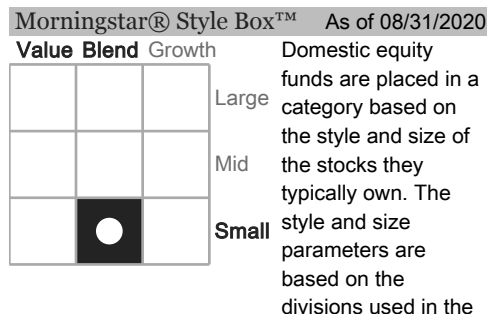 Morningstar® Style Box™ As of 08/31/2020
Value Blend Growth
Large
Mid
Small
Domestic equity
funds are placed in a
category based on
the style and size of
the stocks they
typically own. The
style and size
parameters are
based on the
divisions used in the